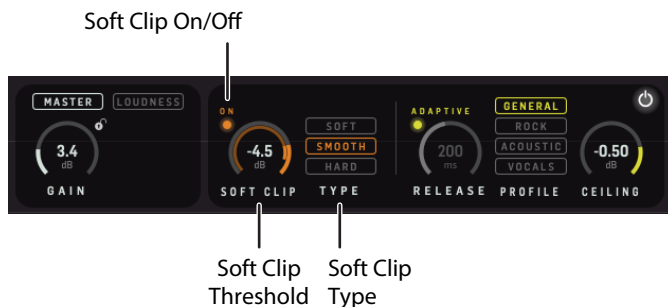 Soft Clip On/Off
MASTER LOUDNESS
3.4
dB
GAIN
ON
-4.5
dB
SOFT CLIP
SOFT
SMOOTH
HARD
TYPE
ADAPTIVE
200
ms
RELEASE
GENERAL
ROCK
ACOUSTIC
VOCALS
PROFILE
-0.50
dB
CEILING
Soft Clip
Threshold
Soft Clip
Type